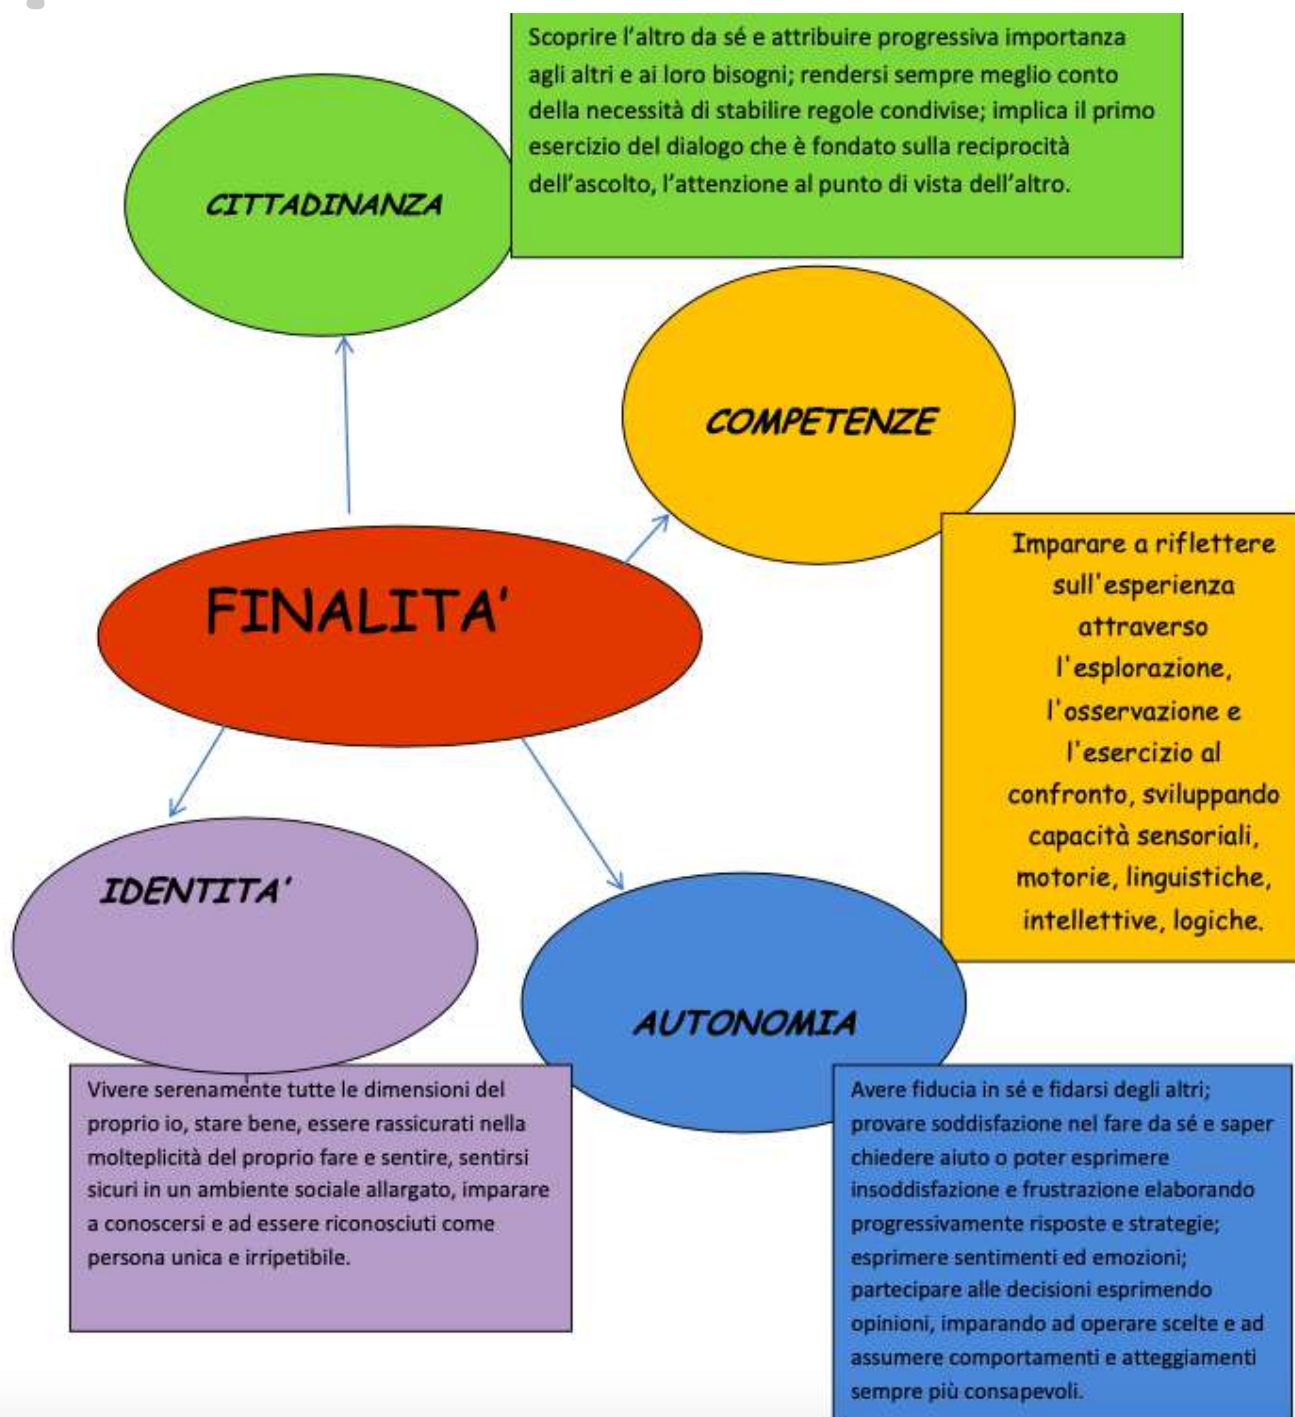 Scoprire l'altro da sé e attribuire progressiva importanza
agli altri e ai loro bisogni; rendersi sempre meglio conto
della necessità di stabilire regole condivise; implica il primo
esercizio del dialogo che è fondato sulla reciprocità
dell'ascolto, l'attenzione al punto di vista dell'altro.
CITTADINANZA
COMPETENZE
Imparare a riflettere
sull'esperienza
attraverso
l'esplorazione,
l'osservazione e
l'esercizio al
confronto, sviluppando
capacità sensoriali,
motorie, linguistiche,
intellettive, logiche.
FINALITA'
IDENTITA'
Vivere serenamente tutte le dimensioni del
proprio io, stare bene, essere rassicurati nella
molteplicità del proprio fare e sentire, sentirsi
sicuri in un ambiente sociale allargato, imparare
a conoscersi e ad essere riconosciuti come
persona unica e irripetibile.
AUTONOMIA
Avere fiducia in sé e fidarsi degli altri;
provare soddisfazione nel fare da sé e saper
chiedere aiuto o poter esprimere
insoddisfazione e frustrazione elaborando
progressivamente risposte e strategie;
esprimere sentimenti ed emozioni;
partecipare alle decisioni esprimendo
opinioni, imparando ad operare scelte e ad
assumere comportamenti e atteggiamenti
sempre più consapevoli.